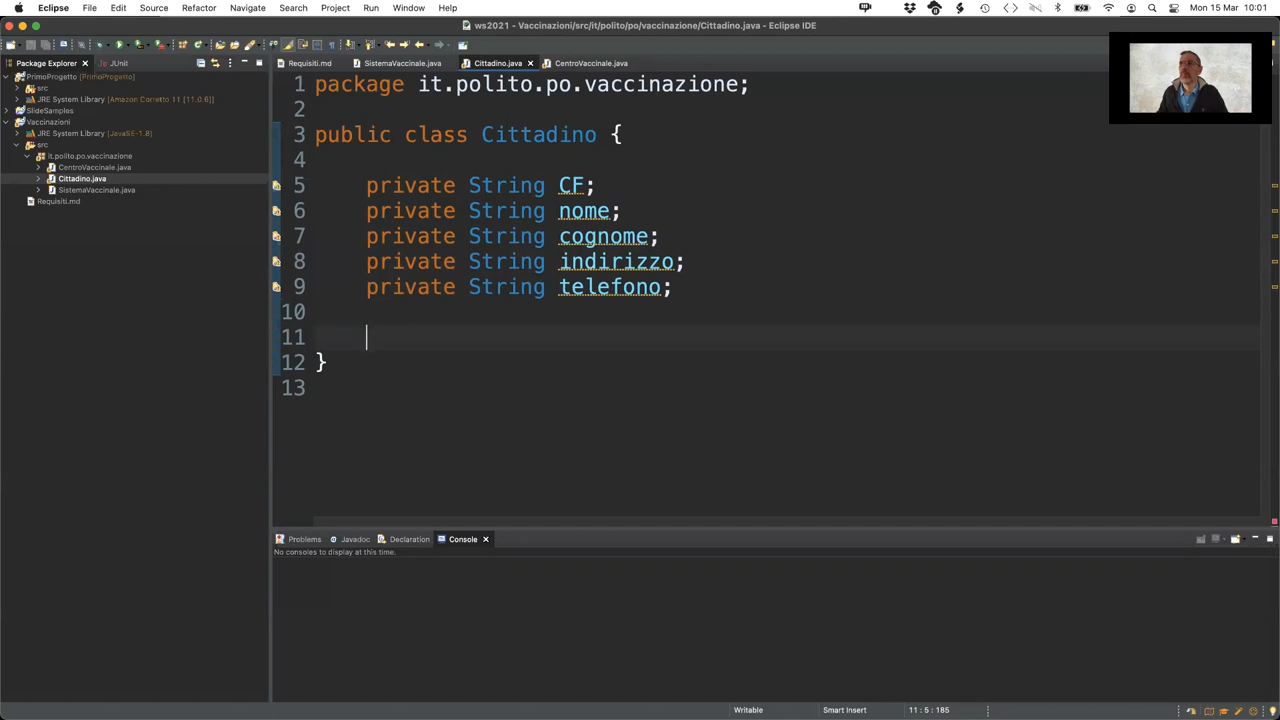 Eclipse File Edit Source Refactor Navigate Search Project Run Window Help Mon 15 Mar 10:01
ws2021 - Vaccinazioni/src/it/polito/po/vaccinazione/Cittadino.java - Eclipse IDE
Package Explorer JUnit
Requisiti.md SistemaVaccinale.java Cittadino.java CentroVaccinale.java
PrimoProgetto [PrimoProgetto]
src
JRE System Library [Amazon Corretto 11 [11.0.6]]
SlideSamples
Vaccinazioni
JRE System Library [JavaSE-1.8]
src
it.polito.po.vaccinazione
CentroVaccinale.java
Cittadino.java
SistemaVaccinale.java
Requisiti.md
1 package it.polito.po.vaccinazione;
2
3 public class Cittadino {
4
5 private String CF;
6 private String nome;
7 private String cognome;
8 private String indirizzo;
9 private String telefono;
10
11
12 }
13
Problems Javadoc Declaration Console
No consoles to display at this time.
Writable Smart Insert 11 : 5 : 185